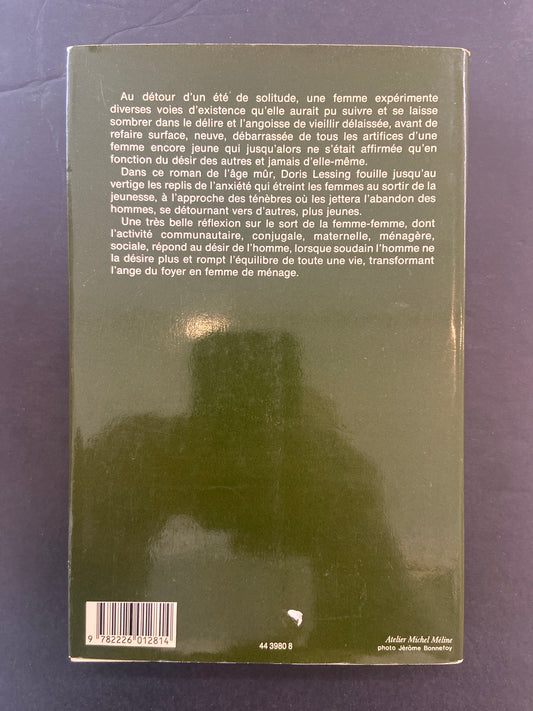 Au détour d'un été de solitude, une femme expérimente
diverses voies d'existence qu'elle aurait pu suivre et se laisse
sombrer dans le délire et l'angoisse de vieillir délaissée, avant de
refaire surface, neuve, débarrassée de tous les artifices d'une
femme encore jeune qui jusqu'alors ne s'était affirmée qu'en
fonction du désir des autres et jamais d'elle-même.
Dans ce roman de l'âge mûr, Doris Lessing fouille jusqu'au
vertige les replis de l'anxiété qui étreint les femmes au sortir de la
jeunesse, à l'approche des ténèbres où les jettera l'abandon des
hommes, se détournant vers d'autres, plus jeunes.
Une très belle réflexion sur le sort de la femme-femme, dont
l'activité communautaire, conjugale, maternelle, ménagère,
sociale, répond au désir de l'homme, lorsque soudain l'homme ne
la désire plus et rompt l'équilibre de toute une vie, transformant
l'ange du foyer en femme de ménage.
9 782226 012814
44 3980 8
Atelier Michel Méline
photo Jérôme Bonnefoy